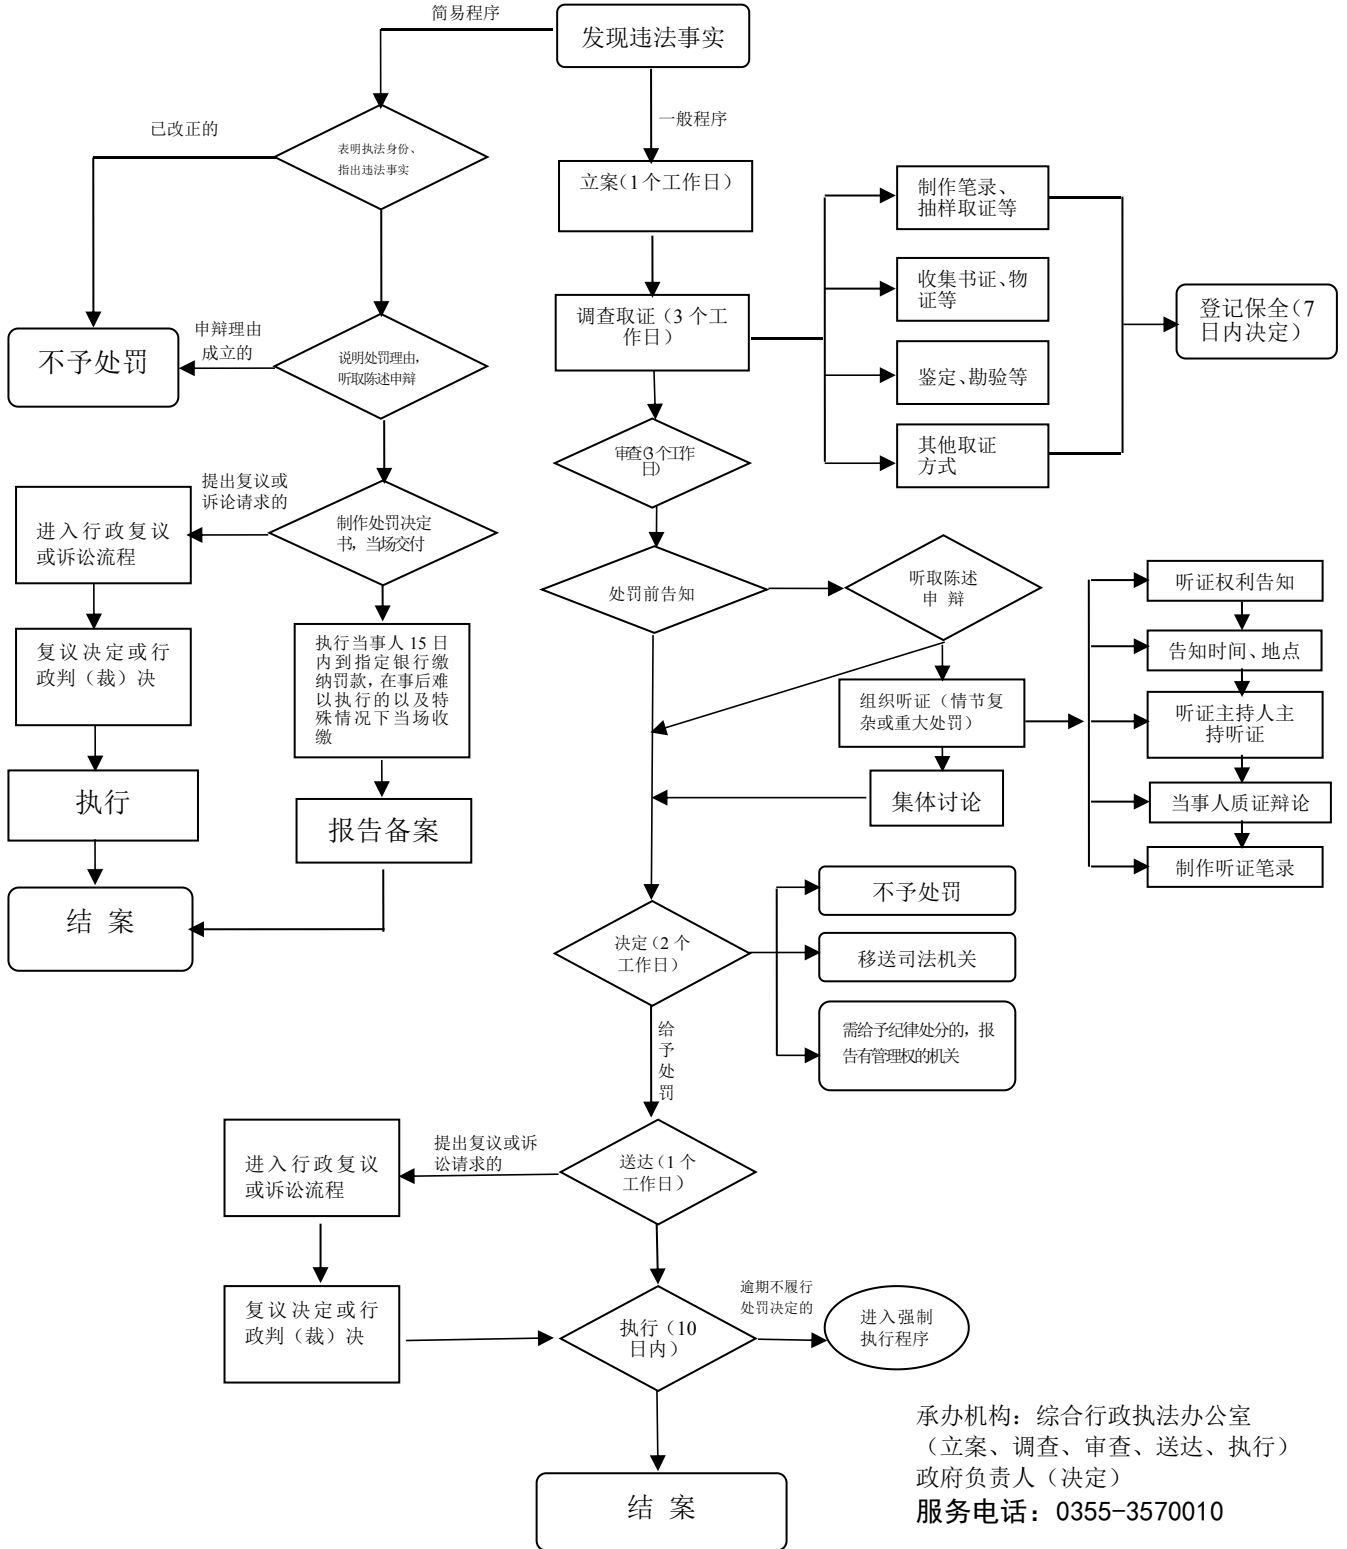 简易程序
发现违法事实
一般程序
已改正的
表明执法身份、
指出违法事实
立案（1个工作日）
制作笔录、
抽样取证等
收集书证、物
证等
登记保全（7
日内决定）
调查取证（3个工
作日）
申辩理由
成立的
不予处罚
说明处罚理由，
听取陈述申辩
鉴定、勘验等
其他取证
方式
审查(3个工作
日)
提出复议或
诉论请求的
进入行政复议
或诉讼流程
制作处罚决定
书，当场交付
处罚前告知
听取陈述
申 辩
听证权利告知
告知时间、地点
听证主持人主
持听证
当事人质证辩论
制作听证笔录
复议决定或行
政判（裁）决
执行当事人15日
内到指定银行缴
纳罚款，在事后难
以执行的以及特
殊情况下当场收
缴
组织听证（情节复
杂或重大处罚）
集体讨论
执行
报告备案
结 案
决定（2个
工作日）
不予处罚
移送司法机关
需给予纪律处分的，报
告有管理权的机关
给
予
处
罚
提出复议或诉
讼请求的
进入行政复议
或诉讼流程
送达（1个
工作日）
复议决定或行
政判（裁）决
执行（10
日内）
逾期不履行
处罚决定的
进入强制
执行程序
结 案
承办机构：综合行政执法办公室
（立案、调查、审查、送达、执行）
政府负责人（决定）
服务电话：0355-3570010